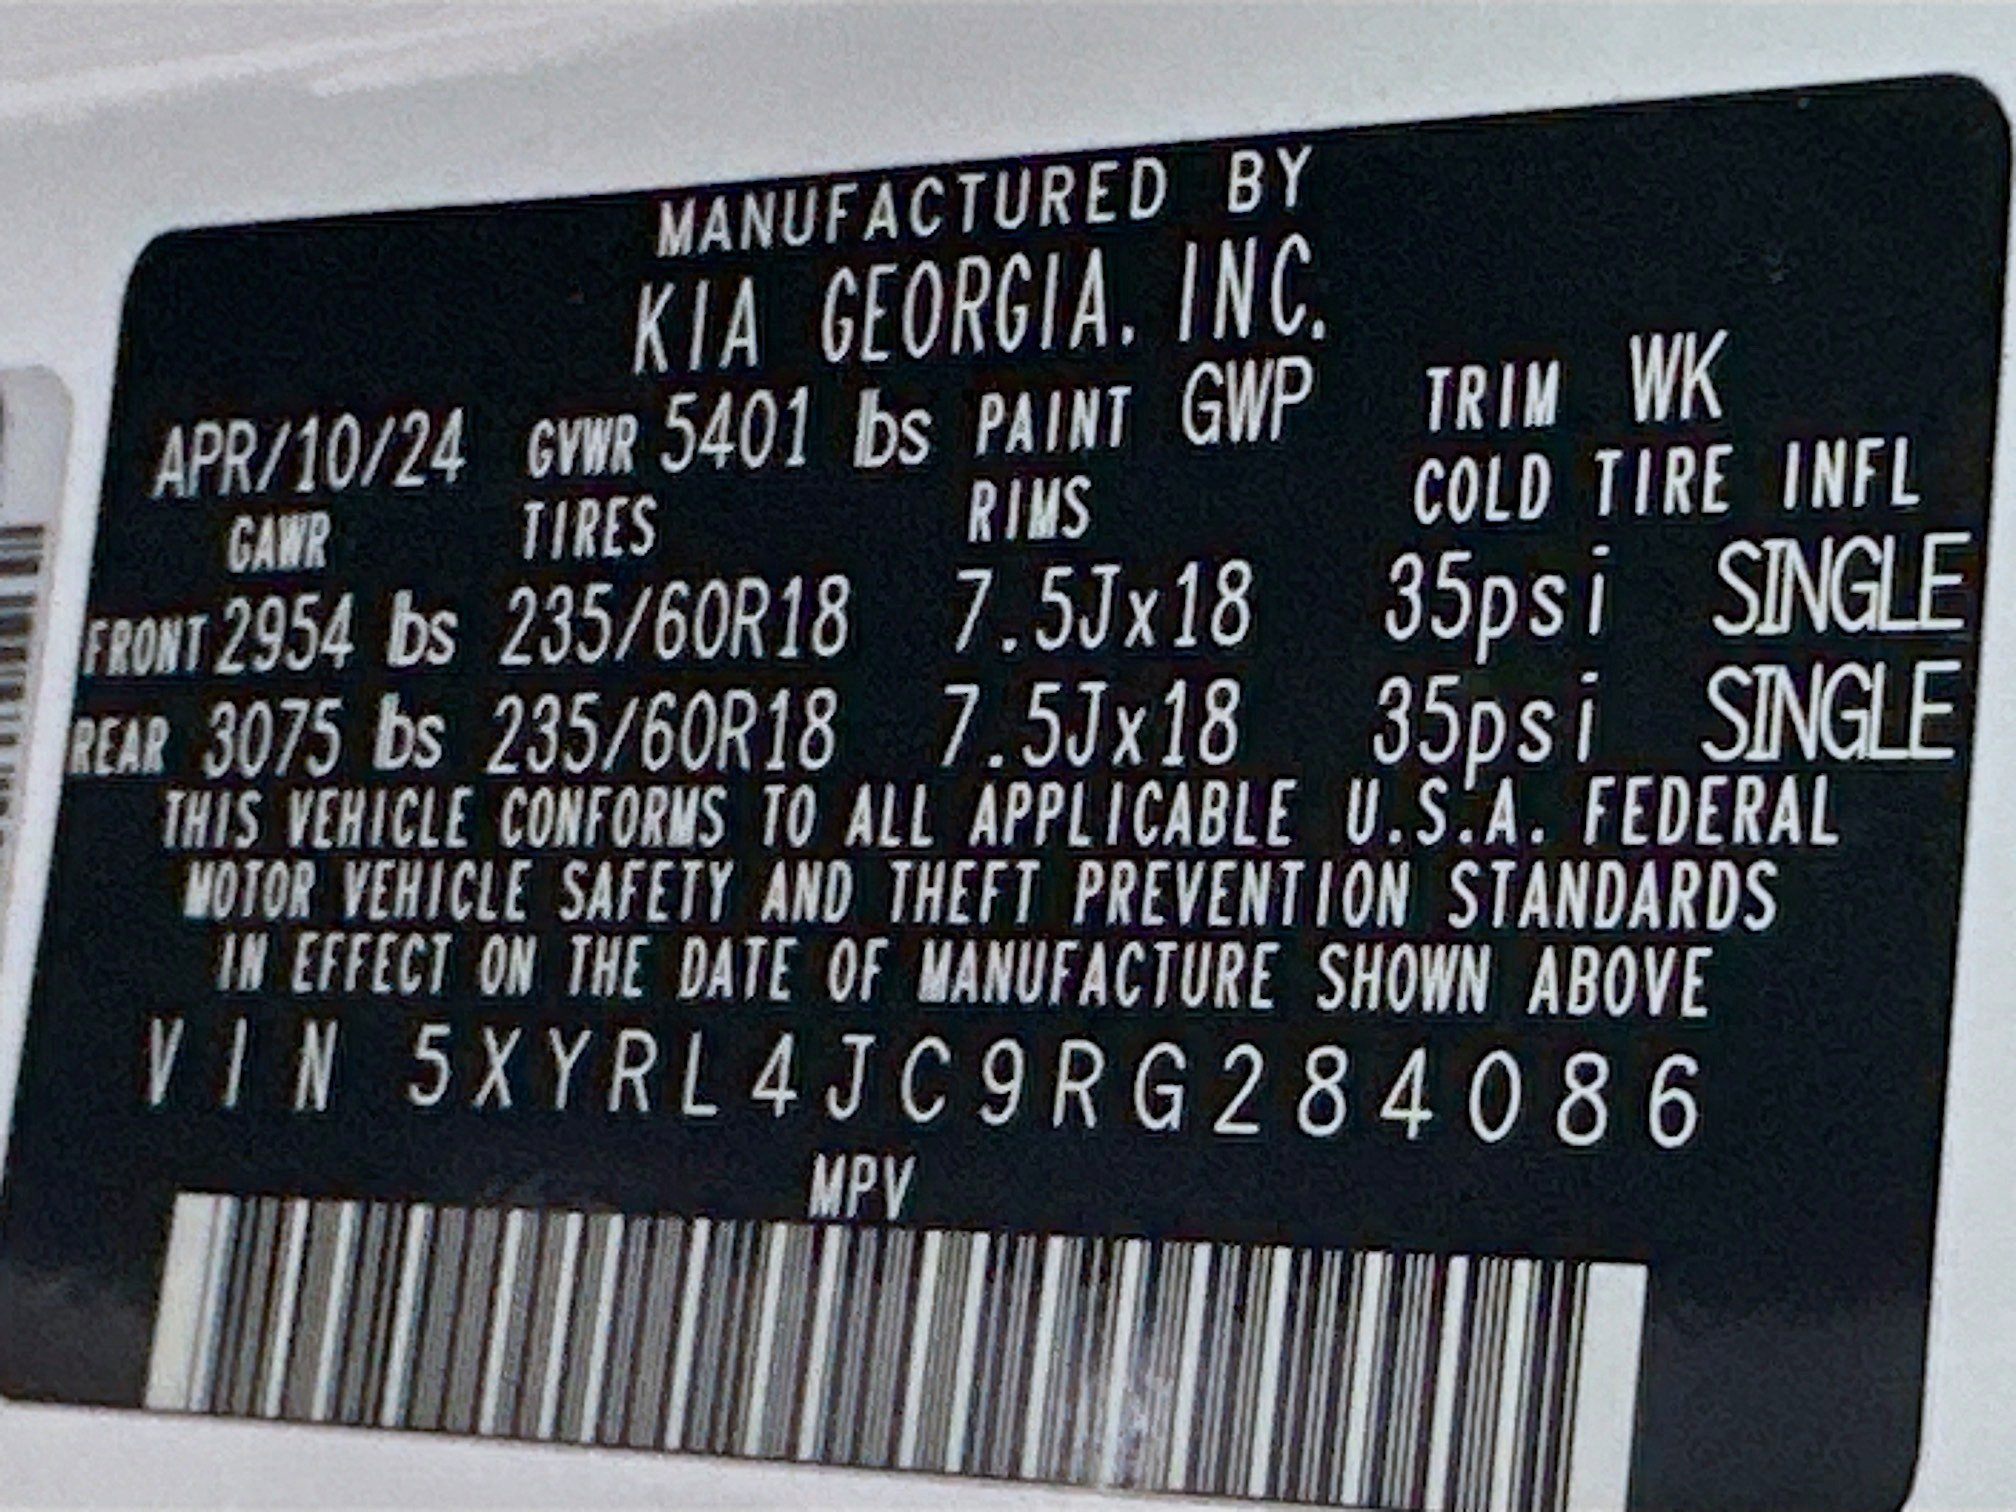 MANUFACTURED BY
KIA GEORGIA, INC.
APR/10/24 GVWR 5401 lbs PAINT GWP TRIM WK
GAWR TIRES RIMS COLD TIRE INFL
FRONT 2954 lbs 235/60R18 7.5Jx18 35psi SINGLE
REAR 3075 lbs 235/60R18 7.5Jx18 35psi SINGLE
THIS VEHICLE CONFORMS TO ALL APPLICABLE U.S.A. FEDERAL
MOTOR VEHICLE SAFETY AND THEFT PREVENTION STANDARDS
IN EFFECT ON THE DATE OF MANUFACTURE SHOWN ABOVE
VIN 5XYRL4JC9RG284086
MPV